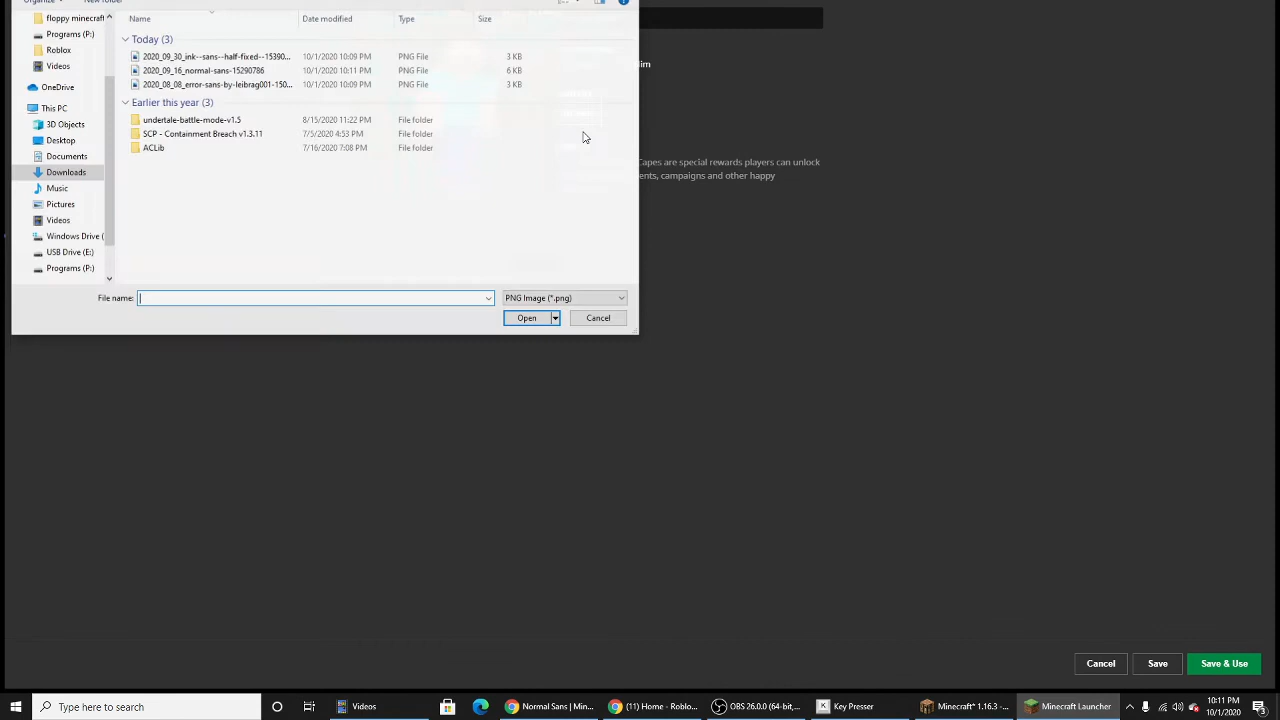 Organize New folder
Name Date modified Type Size
floppy minecraft
Programs (P:)
Roblox
Videos
OneDrive
This PC
3D Objects
Desktop
Documents
Downloads
Music
Pictures
Videos
Windows Drive (
USB Drive (E:)
Programs (P:)
Today (3)
2020_09_30_ink--sans--half-fixed--15390... 10/1/2020 10:09 PM PNG File 3 KB
2020_09_16_normal-sans-15290786 10/1/2020 10:11 PM PNG File 6 KB
2020_08_08_error-sans-by-leibrag001-150... 10/1/2020 10:09 PM PNG File 3 KB
Earlier this year (3)
undertale-battle-mode-v1.5 8/15/2020 11:22 PM File folder
SCP - Containment Breach v1.3.11 7/5/2020 4:53 PM File folder
ACLib 7/16/2020 7:08 PM File folder
File name: PNG Image (*.png)
Open Cancel
im
Capes are special rewards players can unlock
ents, campaigns and other happy
Cancel Save Save & Use
Type here to search
Videos
Normal Sans | Min...
(11) Home - Roblo...
OBS 26.0.0 (64-bit,...
Key Presser
Minecraft* 1.16.3 -...
Minecraft Launcher
10:11 PM
10/1/2020